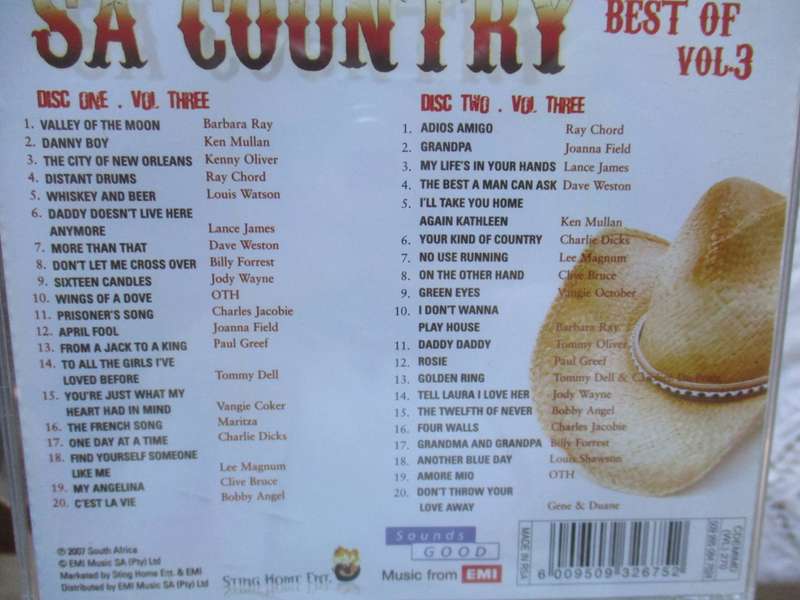 SA COUNTRY
BEST OF
VOL.3
DISC ONE . VOL THREE
1. VALLEY OF THE MOON Barbara Ray
2. DANNY BOY Ken Mullan
3. THE CITY OF NEW ORLEANS Kenny Oliver
4. DISTANT DRUMS Ray Chord
5. WHISKEY AND BEER Louis Watson
6. DADDY DOESN'T LIVE HERE
ANYMORE Lance James
7. MORE THAN THAT Dave Weston
8. DON'T LET ME CROSS OVER Billy Forrest
9. SIXTEEN CANDLES Jody Wayne
10. WINGS OF A DOVE OTH
11. PRISONER'S SONG Charles Jacobie
12. APRIL FOOL Joanna Field
13. FROM A JACK TO A KING Paul Greef
14. TO ALL THE GIRLS I'VE
LOVED BEFORE Tommy Dell
15. YOU'RE JUST WHAT MY
HEART HAD IN MIND Vangie Coker
16. THE FRENCH SONG Maritza
17. ONE DAY AT A TIME Charlie Dicks
18. FIND YOURSELF SOMEONE
LIKE ME Lee Magnum
19. MY ANGELINA Clive Bruce
20. C'EST LA VIE Bobby Angel
DISC TWO . VOL THREE
1. ADIOS AMIGO Ray Chord
2. GRANDPA Joanna Field
3. MY LIFE'S IN YOUR HANDS Lance James
4. THE BEST A MAN CAN ASK Dave Weston
5. I'LL TAKE YOU HOME
AGAIN KATHLEEN Ken Mullan
6. YOUR KIND OF COUNTRY Charlie Dicks
7. NO USE RUNNING Lee Magnum
8. ON THE OTHER HAND Clive Bruce
9. GREEN EYES Vangie October
10. I DON'T WANNA
PLAY HOUSE Barbara Ray
11. DADDY DADDY Tommy Oliver
12. ROSIE Paul Greef
13. GOLDEN RING Tommy Dell &
14. TELL LAURA I LOVE HER Jody Wayne
15. THE TWELFTH OF NEVER Bobby Angel
16. FOUR WALLS Charles Jacobie
17. GRANDMA AND GRANDPA Billy Forrest
18. ANOTHER BLUE DAY Louis Shawson
19. AMORE MIO OTH
20. DON'T THROW YOUR
LOVE AWAY Gene & Duane
℗ 2007 South Africa
© EMI Music SA (Pty) Ltd
Marketed by Sting Home Ent. & EMI
Distributed by EMI Music SA (Pty) Ltd
STING HOME ENT.
Sounds
GOOD
Music from EMI
MADE IN RSA
6 009509 326752